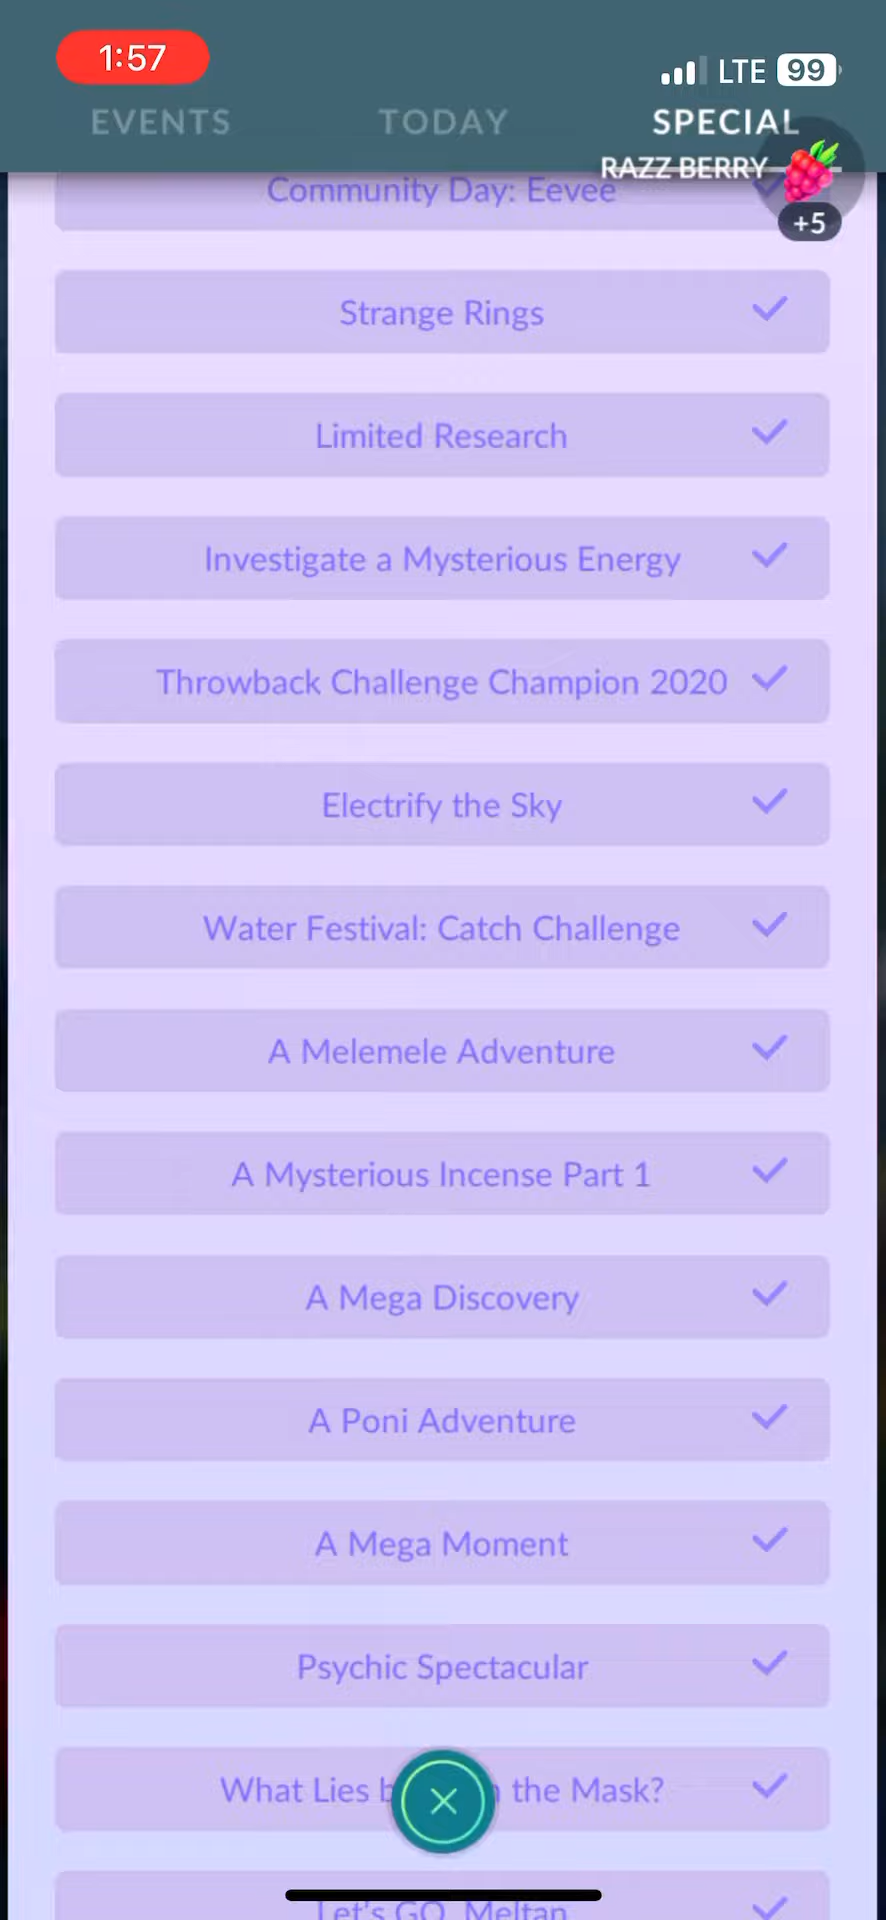 1:57
LTE 99
EVENTS TODAY SPECIAL
RAZZ BERRY
+5
Community Day: Eevee
Strange Rings
Limited Research
Investigate a Mysterious Energy
Throwback Challenge Champion 2020
Electrify the Sky
Water Festival: Catch Challenge
A Melemele Adventure
A Mysterious Incense Part 1
A Mega Discovery
A Poni Adventure
A Mega Moment
Psychic Spectacular
What Lies the Mask?
Let's GO, Meltan